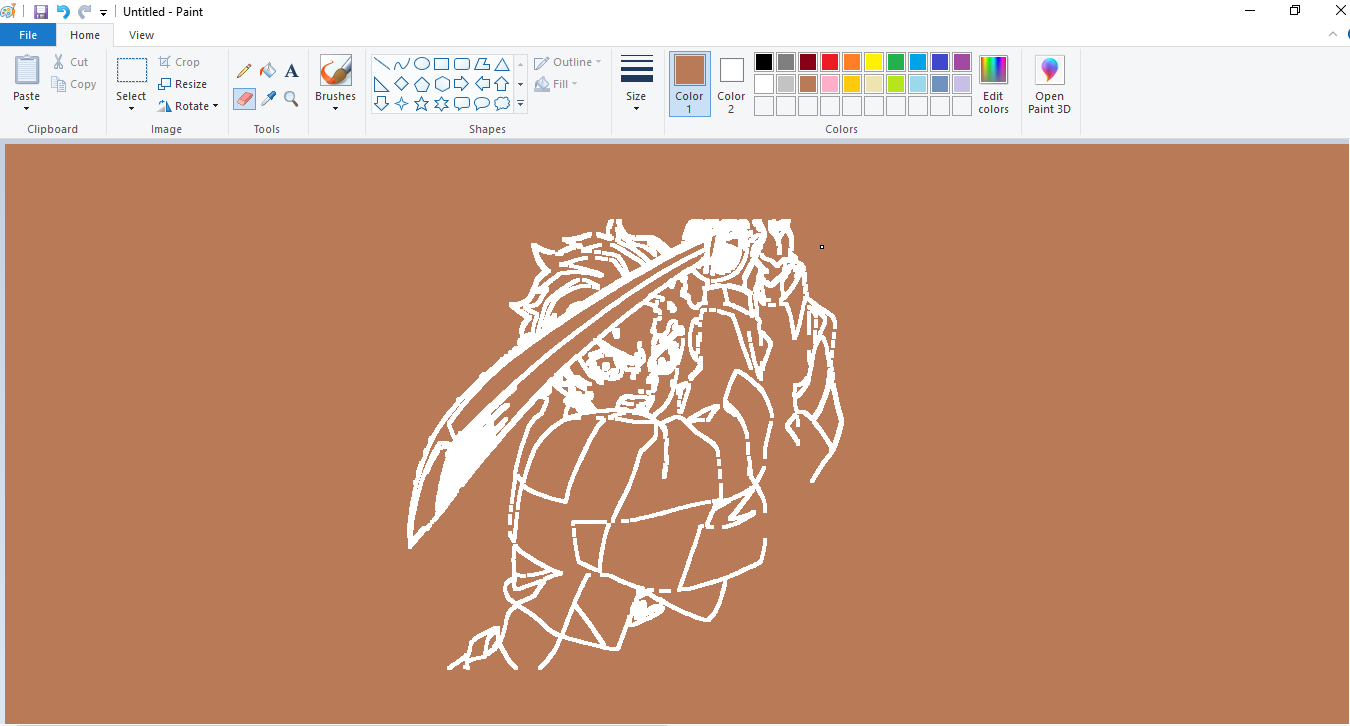 Untitled - Paint
File Home View
Paste
Cut
Copy
Clipboard
Select
Crop
Resize
Rotate
Image
A
Tools
Brushes
Outline
Fill
Shapes
Size
Color
1
Color
2
Edit
colors
Colors
Open
Paint 3D